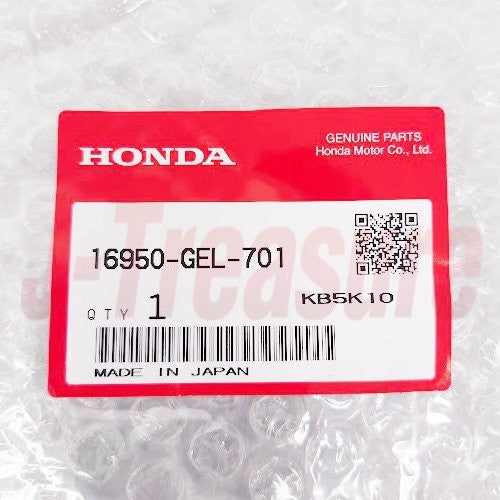 GENUINE PARTS
HONDA
Honda Motor Co., Ltd.
J-Treasure
16950-GEL-701
KB5K10
QTY 1
MADE IN JAPAN